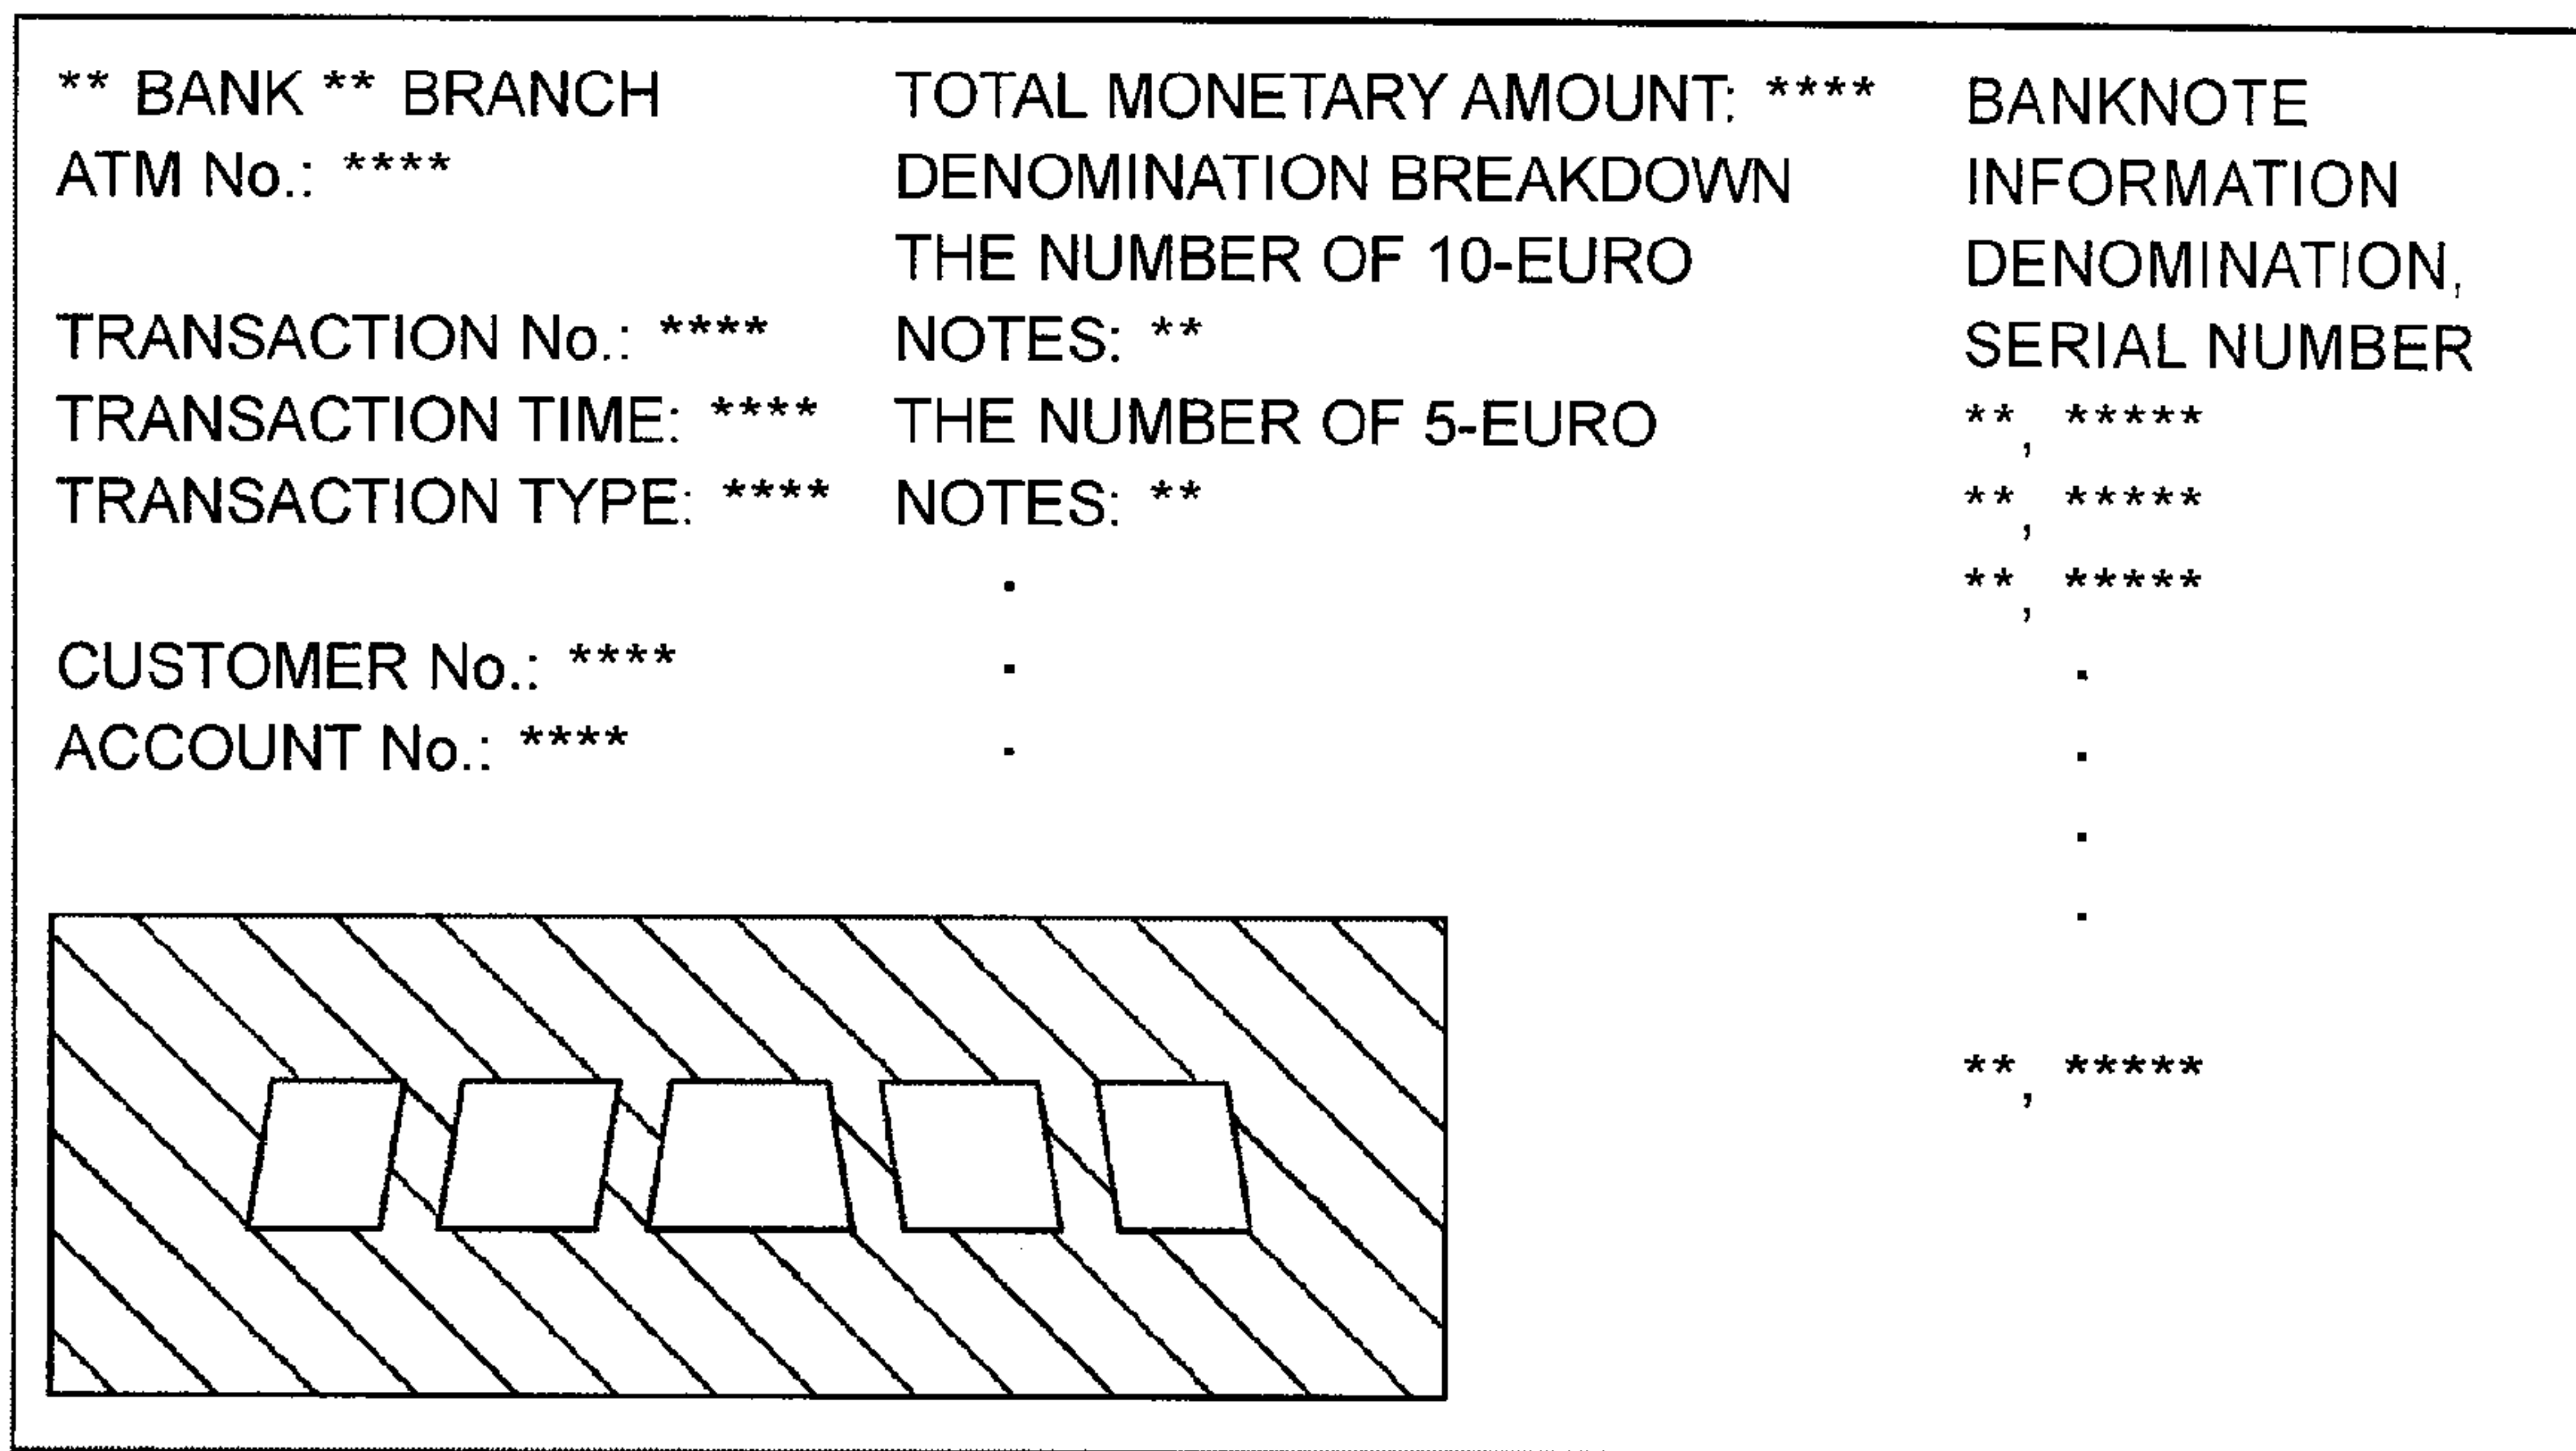 ** BANK ** BRANCH
ATM No.: ****
TRANSACTION No.: ****
TRANSACTION TIME: ****
TRANSACTION TYPE: ****
CUSTOMER No.: ****
ACCOUNT No.: ****
TOTAL MONETARY AMOUNT: ****
DENOMINATION BREAKDOWN
THE NUMBER OF 10-EURO
NOTES: **
THE NUMBER OF 5-EURO
NOTES: **
.
.
.
BANKNOTE
INFORMATION
DENOMINATION,
SERIAL NUMBER
**, *****
**, *****
**, *****
.
.
.
.
**, *****